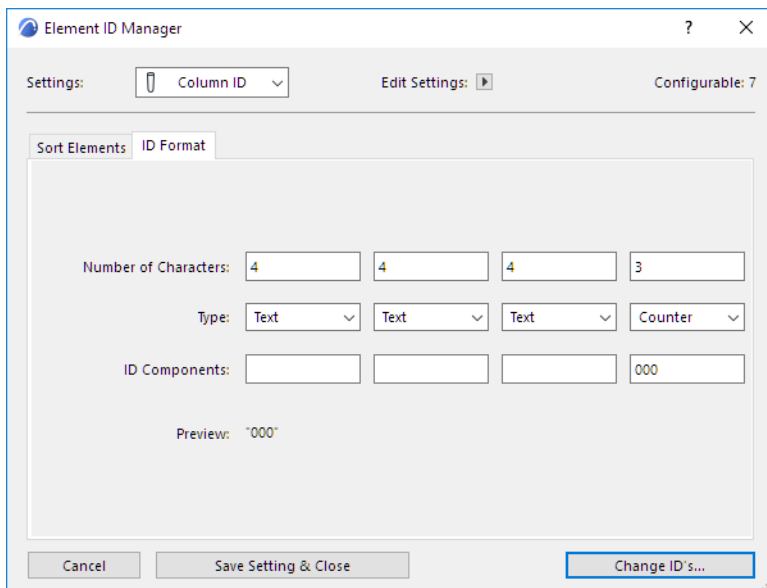 Element ID Manager ?
Settings: Column ID Edit Settings: Configurable: 7
Sort Elements ID Format
Number of Characters: 4 4 4 3
Type: Text Text Text Counter
ID Components: 000
Preview: "000"
Cancel Save Setting & Close Change ID's...